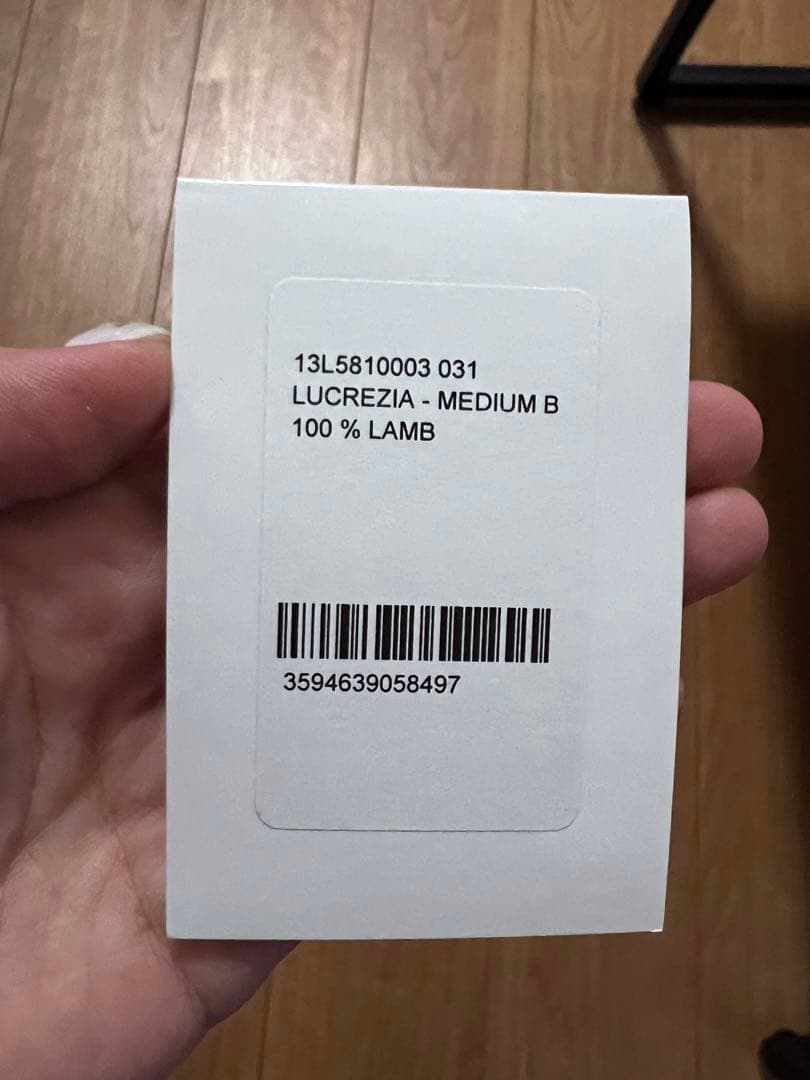 13L5810003 031
LUCREZIA - MEDIUM B
100 % LAMB
3594639058497